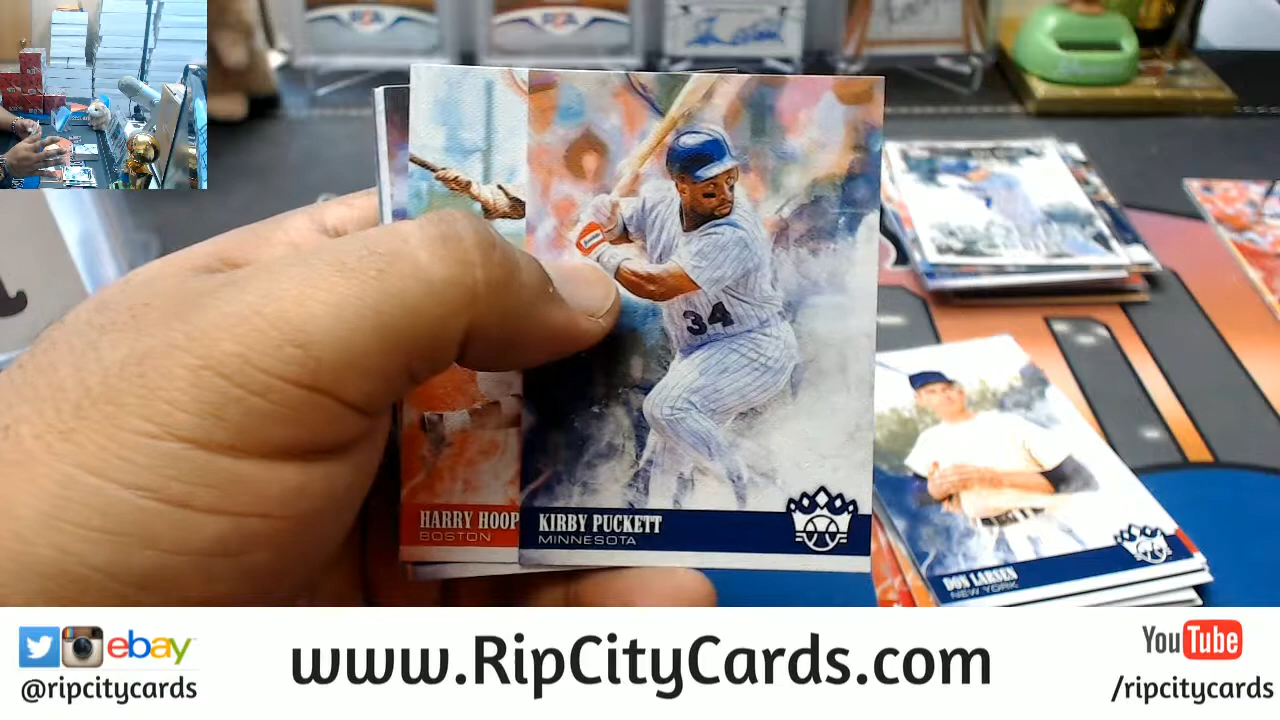 34
HARRY HOOP
BOSTON
KIRBY PUCKETT
MINNESOTA
DON LARSEN
NEW YORK
ebay
@ripcitycards
www.RipCityCards.com
YouTube
/ripcitycards